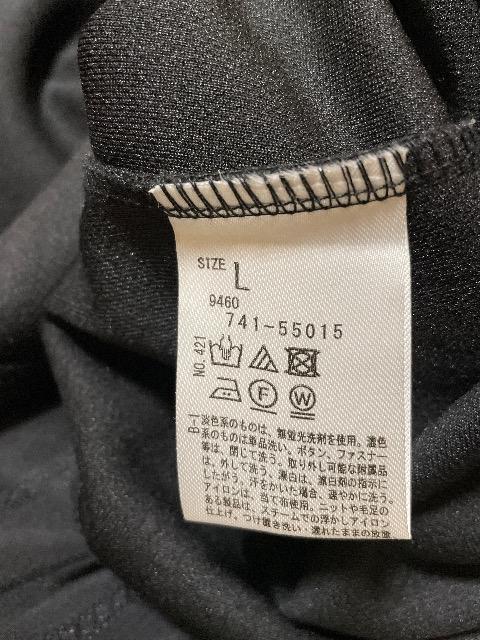 SIZE L
9460
741-55015
NO. 421
F W
B-1
淡色系のものは、無蛍光洗剤を使用。濃色
系のものは単品洗い。ボタン、ファスナー
等は、閉じて洗う。取り外し可能な附属品
は、外して洗う。漂白は、漂白剤の指示に
したがう。汗をかいた場合、速やかに洗う。
アイロンは、当て布使用。ニットや毛足の
ある製品は、スチームでの浮かしアイロン
仕上げ。つけ置き洗い・濡れたままの放置